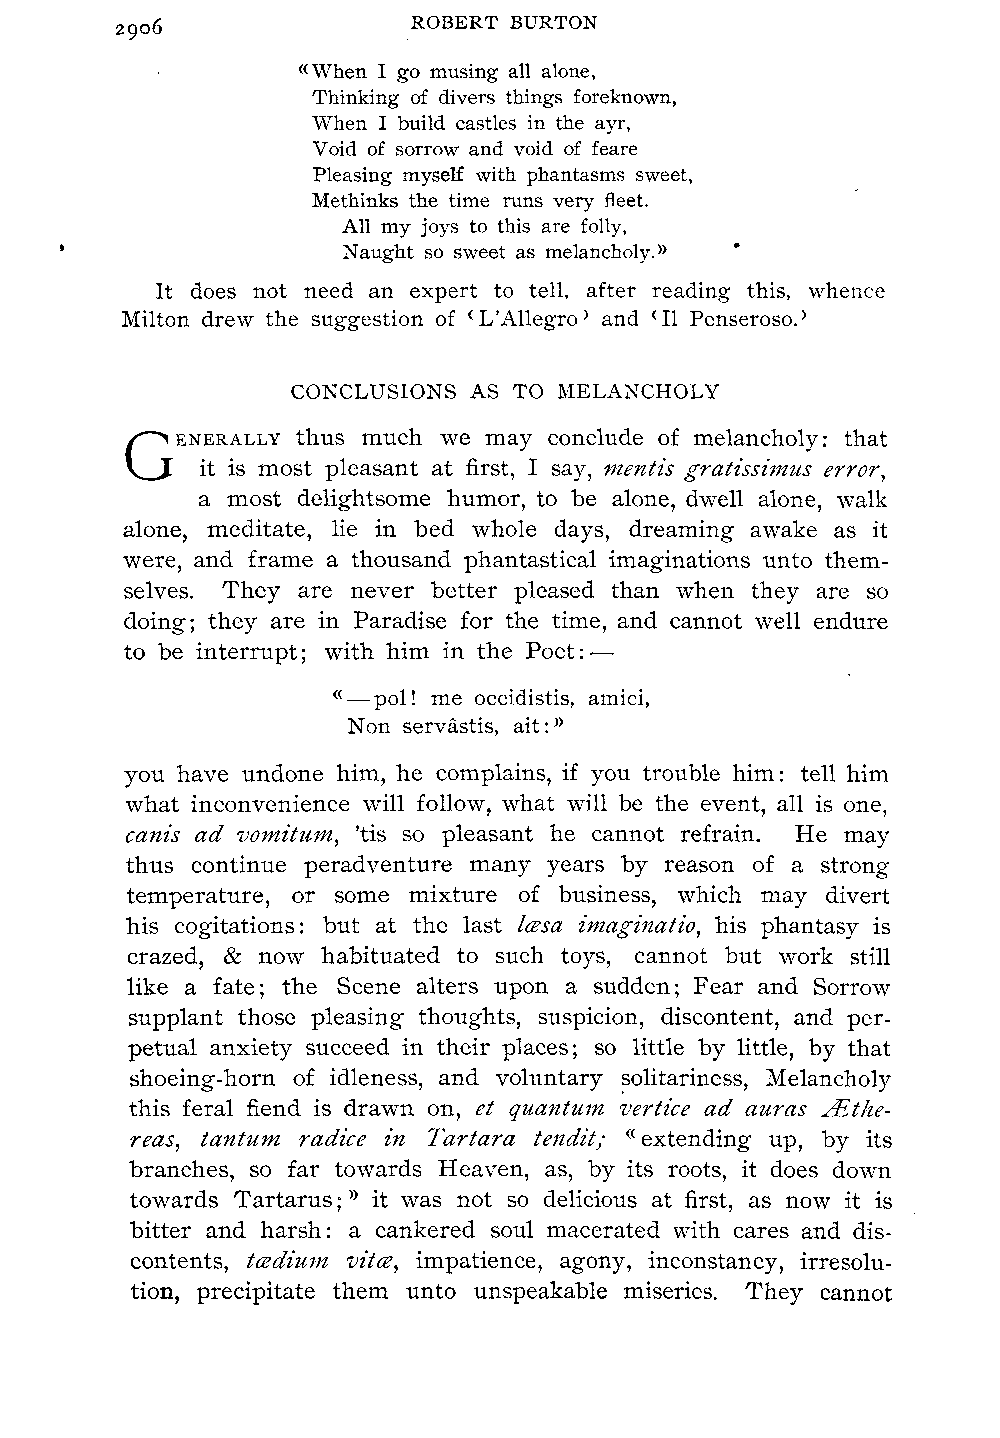 2906
ROBERT BURTON
«When I go musing all alone,
Thinking of divers things foreknown,
When I build castles in the ayr,
Void of sorrow and void of feare
Pleasing myself with phantasms sweet,
Methinks the time runs very fleet.
All my joys to this are folly,
Naught so sweet as melancholy.»
It does not need an expert to tell, after reading this, whence
Milton drew the suggestion of ‹L'Allegro› and ‹Il Penseroso.›
CONCLUSIONS AS TO MELANCHOLY
GENERALLY thus much we may conclude of melancholy: that
it is most pleasant at first, I say, mentis gratissimus error,
a most delightsome humor, to be alone, dwell alone, walk
alone, meditate, lie in bed whole days, dreaming awake as it
were, and frame a thousand phantastical imaginations unto them-
selves. They are never better pleased than when they are so
doing; they are in Paradise for the time, and cannot well endure
to be interrupt; with him in the Poet:—
«—pol! me occidistis, amici,
Non servâstis, ait:»
you have undone him, he complains, if you trouble him: tell him
what inconvenience will follow, what will be the event, all is one,
canis ad vomitum, 'tis so pleasant he cannot refrain. He may
thus continue peradventure many years by reason of a strong
temperature, or some mixture of business, which may divert
his cogitations: but at the last læsa imaginatio, his phantasy is
crazed, & now habituated to such toys, cannot but work still
like a fate; the Scene alters upon a sudden; Fear and Sorrow
supplant those pleasing thoughts, suspicion, discontent, and per-
petual anxiety succeed in their places; so little by little, by that
shoeing-horn of idleness, and voluntary solitariness, Melancholy
this feral fiend is drawn on, et quantum vertice ad auras Æthe-
reas, tantum radice in Tartara tendit; «extending up, by its
branches, so far towards Heaven, as, by its roots, it does down
towards Tartarus;» it was not so delicious at first, as now it is
bitter and harsh: a cankered soul macerated with cares and dis-
contents, tædium vitæ, impatience, agony, inconstancy, irresolu-
tion, precipitate them unto unspeakable miseries. They cannot